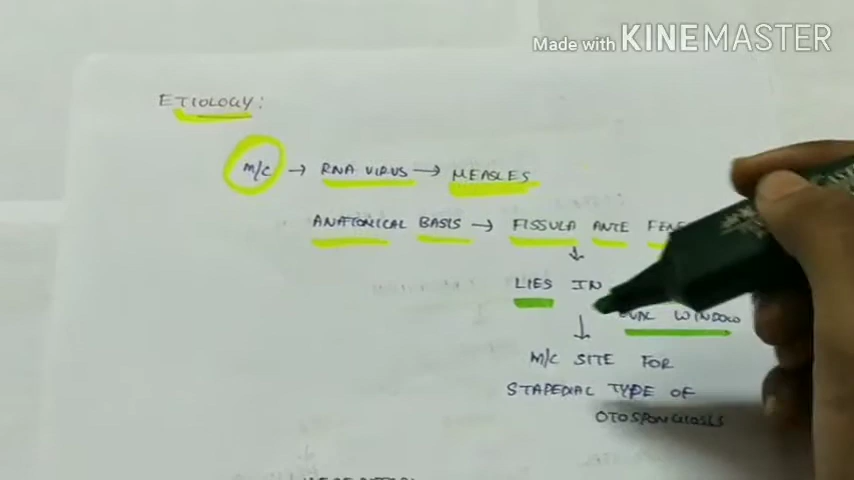 Made with KINEMASTER
ETIOLOGY:
M/C → RNA VIRUS → MEASLES
ANATOMICAL BASIS → FISSULA ANTE
LIES IN
OVAL WINDOW
M/C SITE FOR
STAPEDIAL TYPE OF
OTOSPONGIOSIS